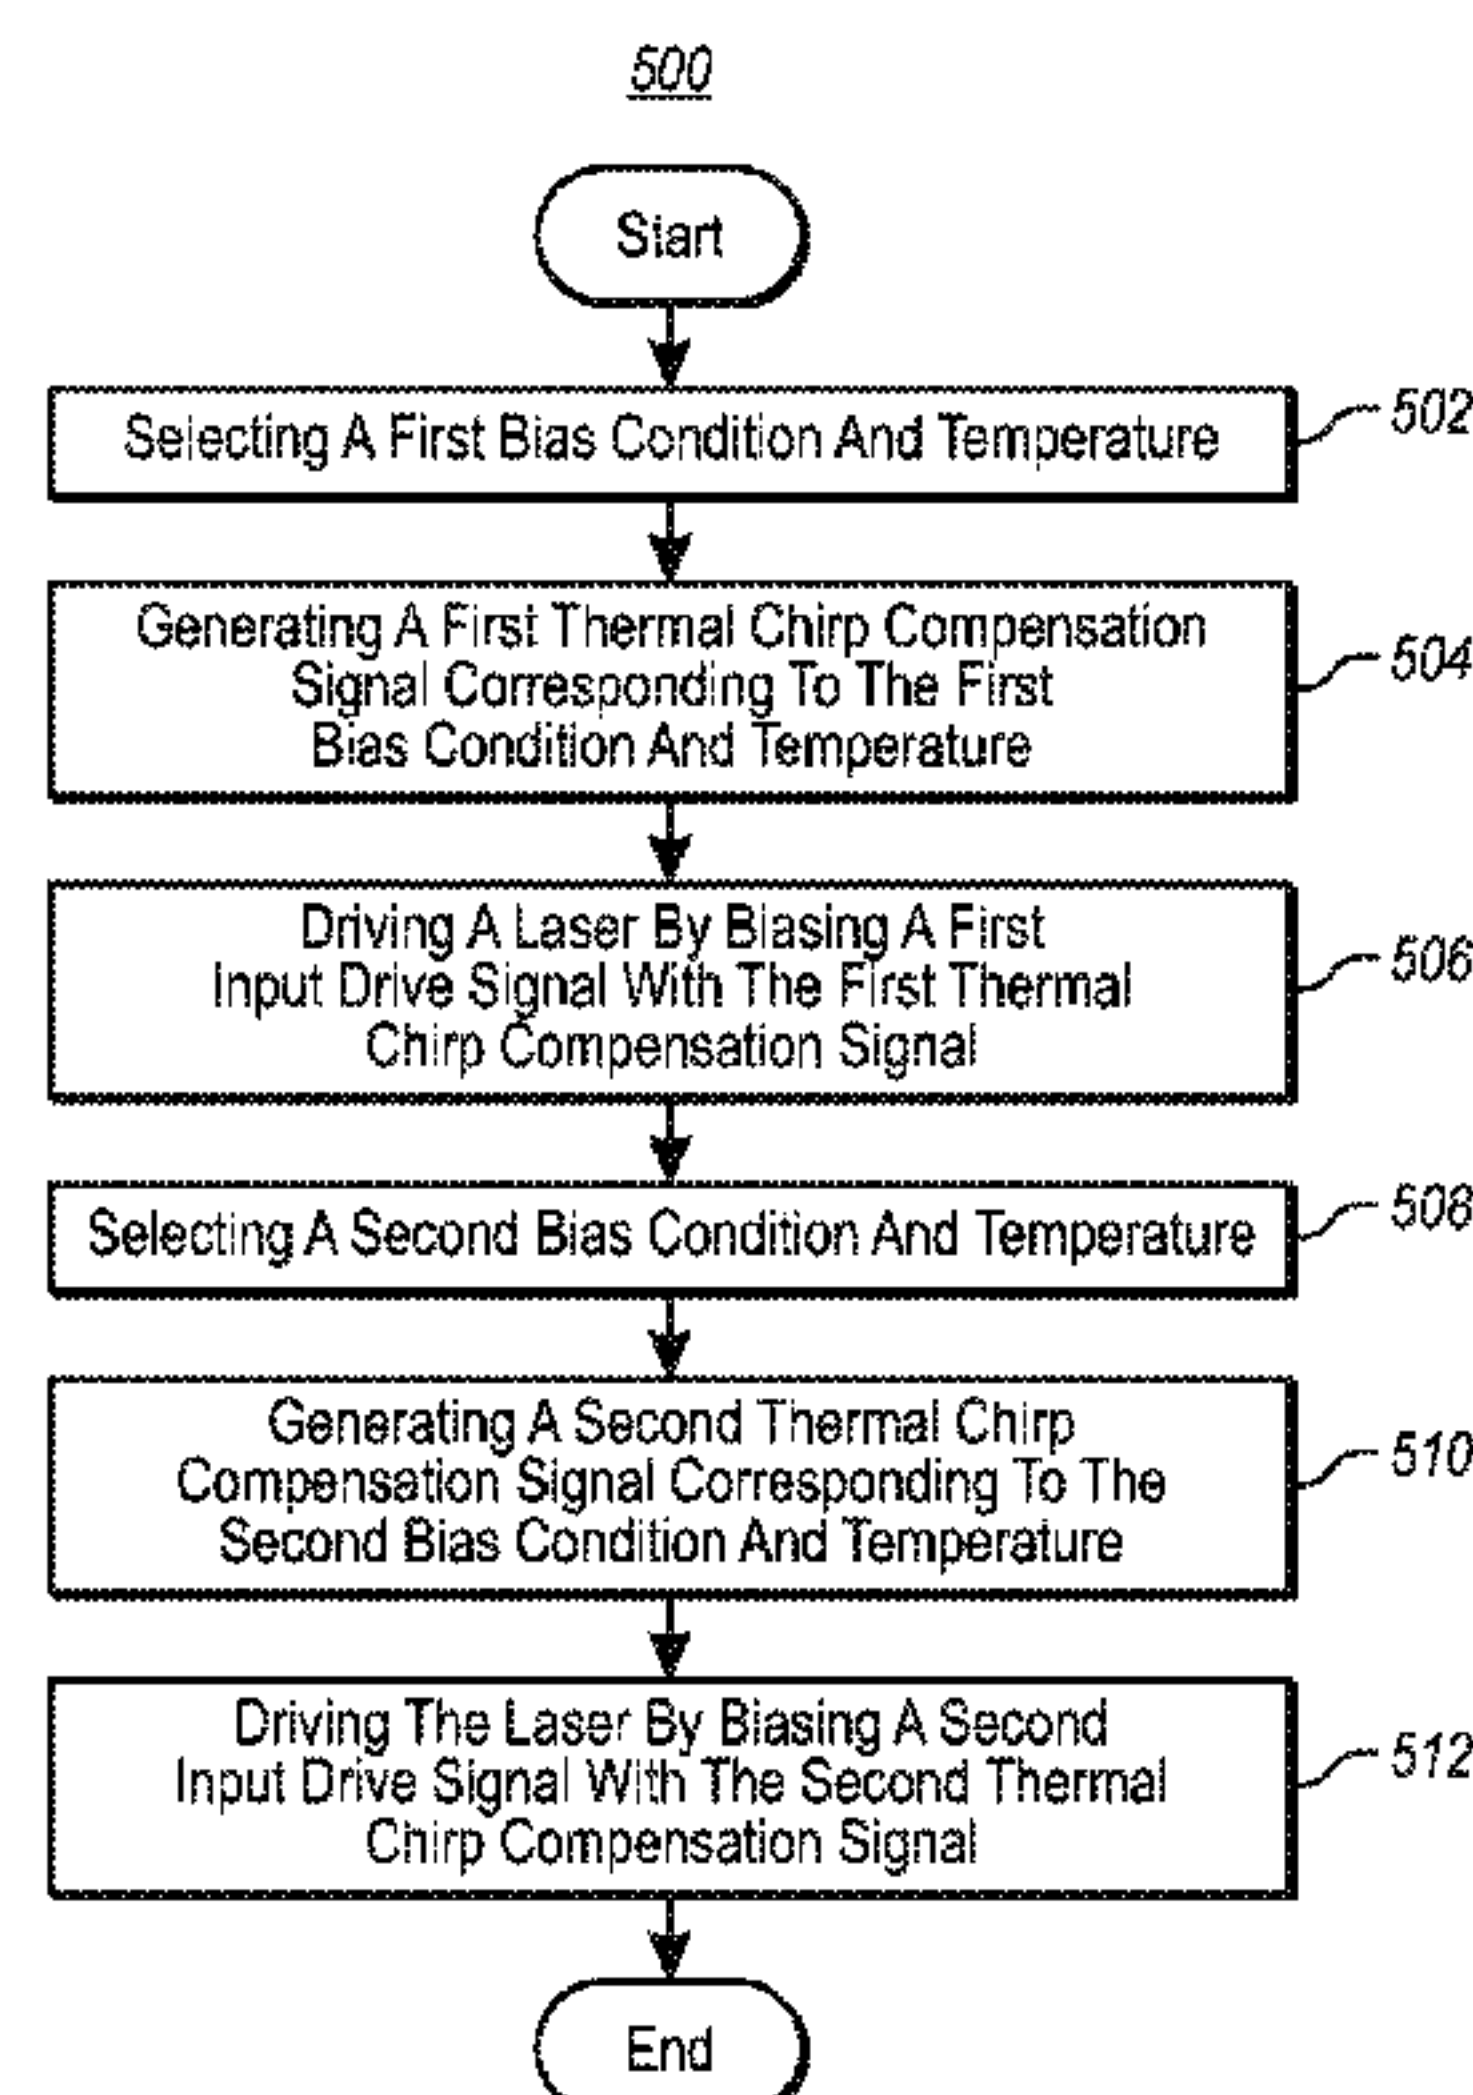 500
Start
Selecting A First Bias Condition And Temperature
502
Generating A First Thermal Chirp Compensation
Signal Corresponding To The First
Bias Condition And Temperature
504
Driving A Laser By Biasing A First
Input Drive Signal With The First Thermal
Chirp Compensation Signal
506
Selecting A Second Bias Condition And Temperature
508
Generating A Second Thermal Chirp
Compensation Signal Corresponding To The
Second Bias Condition And Temperature
510
Driving The Laser By Biasing A Second
Input Drive Signal With The Second Thermal
Chirp Compensation Signal
512
End